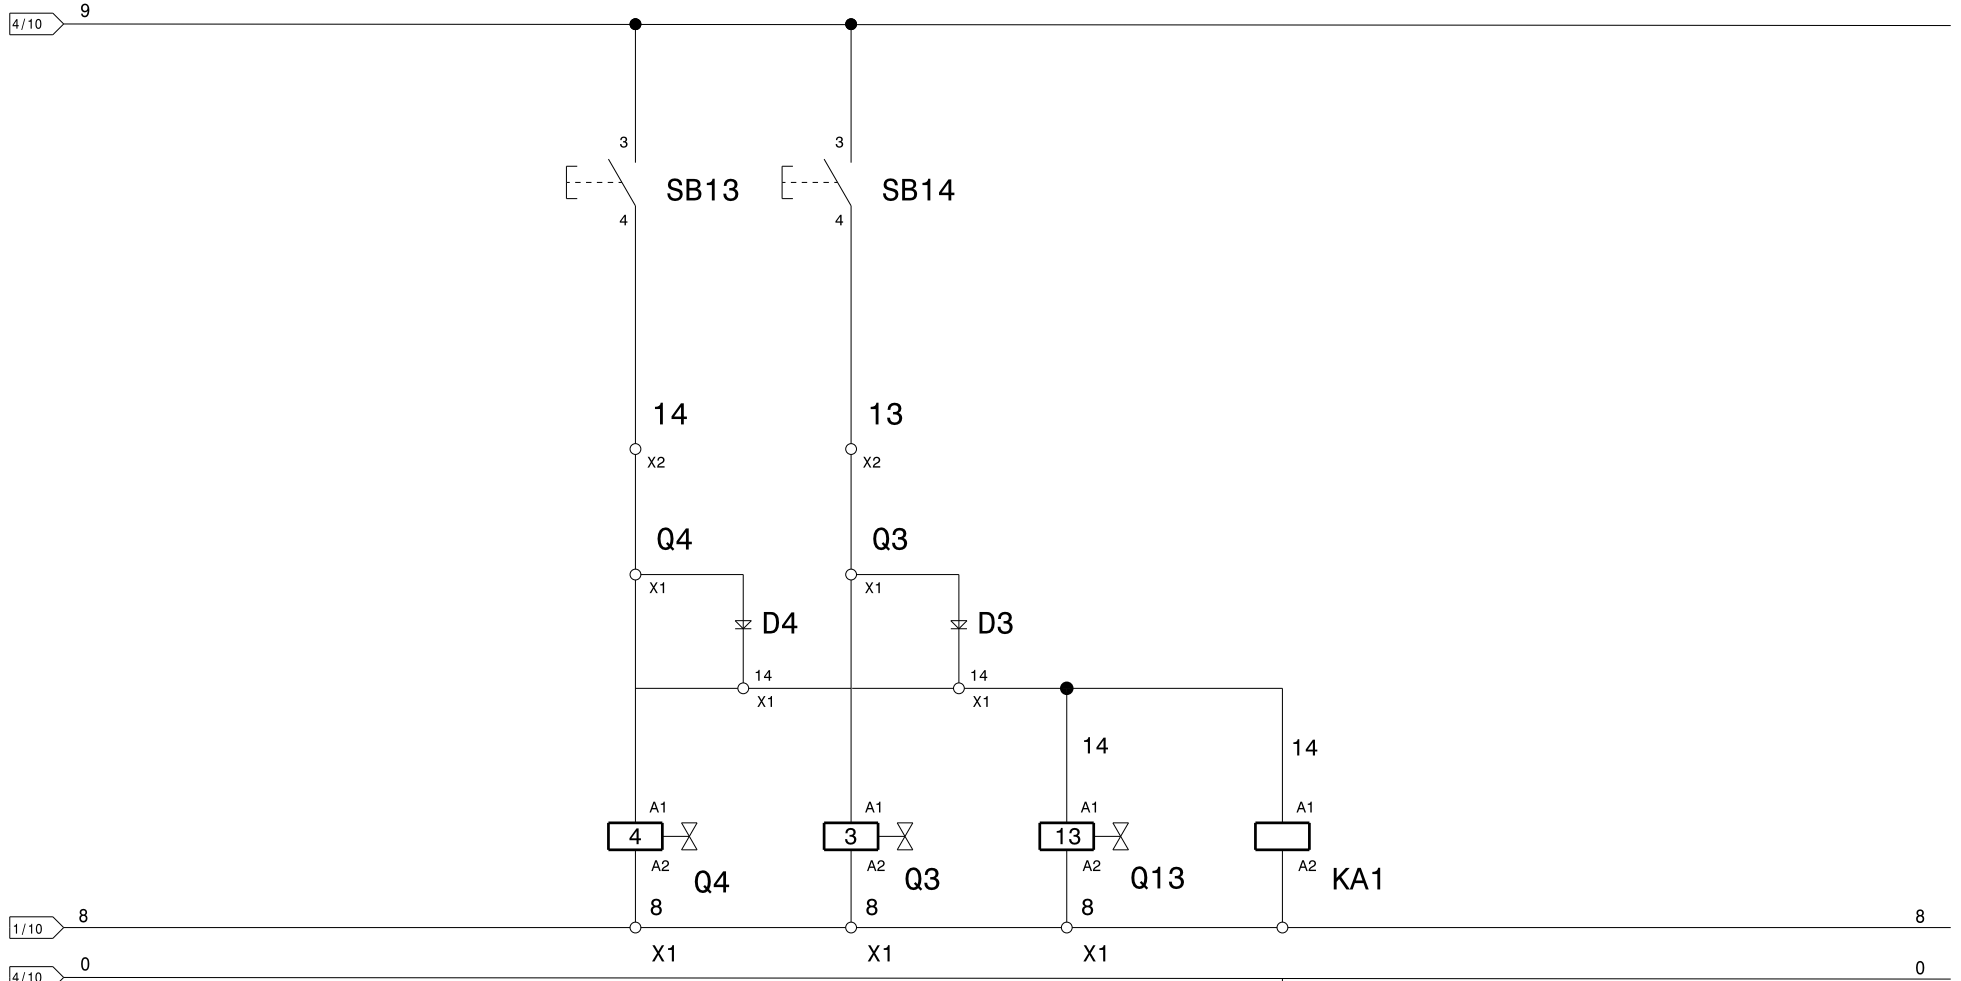 9
4/10
3 3
SB13 SB14
4 4
14 13
X2 X2
Q4 Q3
X1 X1
D4 D3
14 14
X1 X1
14 14
A1 A1 A1 A1
4 3 13
A2 A2 A2 A2
Q4 Q3 Q13 KA1
8 8 8
8 8
1/10
X1 X1 X1
0 0
4/10